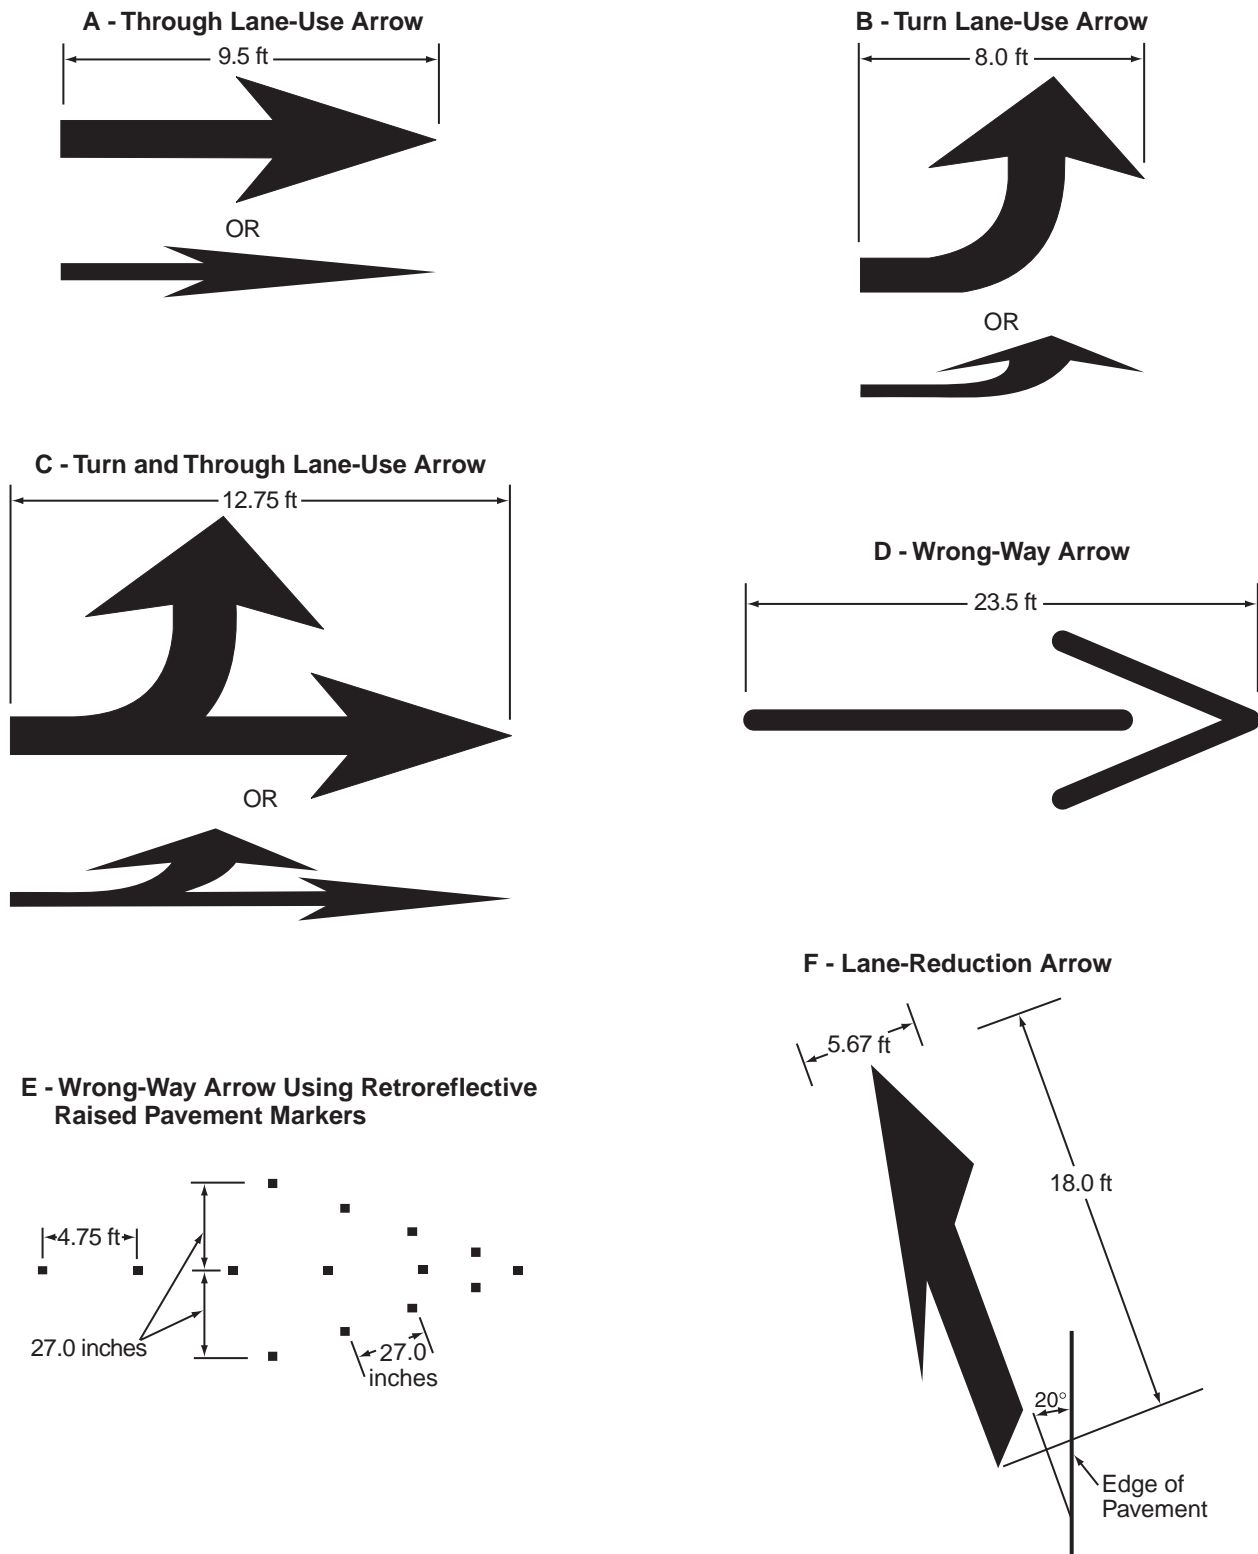 A - Through Lane-Use Arrow
9.5 ft
OR
B - Turn Lane-Use Arrow
8.0 ft
OR
C - Turn and Through Lane-Use Arrow
12.75 ft
OR
D - Wrong-Way Arrow
23.5 ft
E - Wrong-Way Arrow Using Retroreflective
Raised Pavement Markers
4.75 ft
27.0 inches
27.0
inches
F - Lane-Reduction Arrow
5.67 ft
18.0 ft
20°
Edge of
Pavement